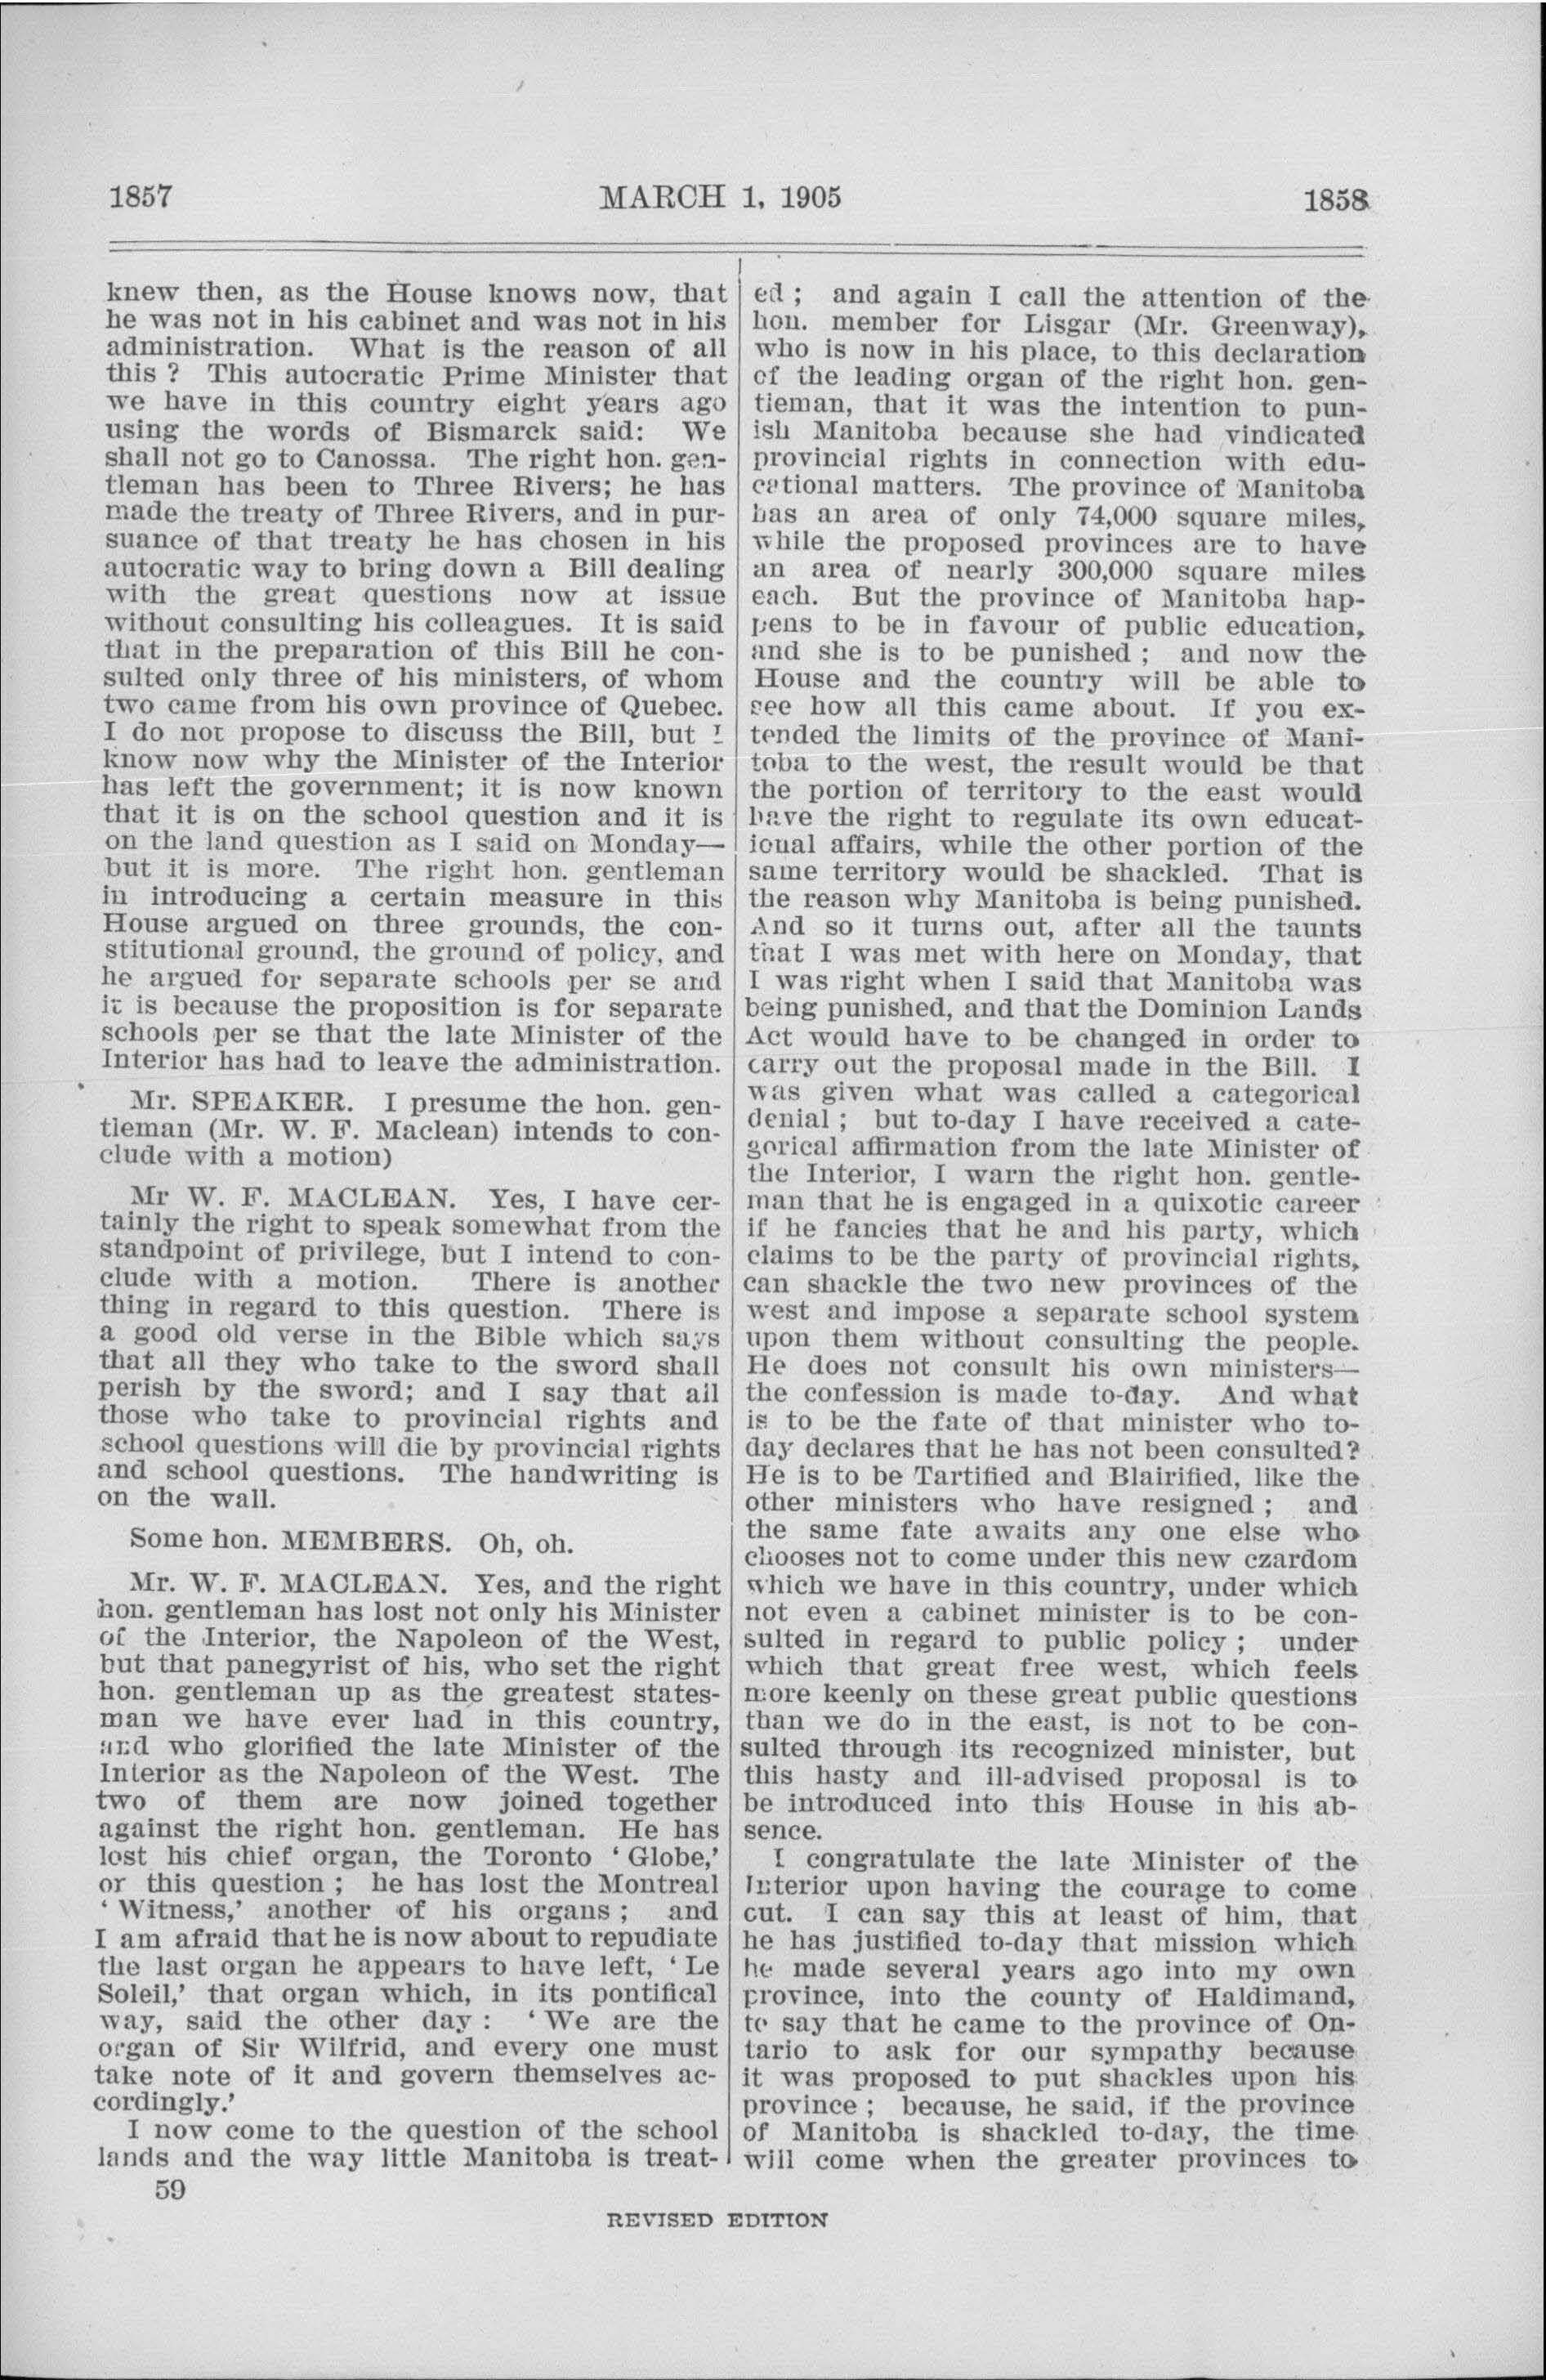 1857
MARCH 1, 1905
1858
knew then, as the House knows now, that
he was not in his cabinet and was not in his
administration. What is the reason of all
this ? This autocratic Prime Minister that
we have in this country eight years ago
using the words of Bismarck said: We
shall not go to Canossa. The right hon. gen-
tleman has been to Three Rivers; he has
made the treaty of Three Rivers, and in pur-
suance of that treaty he has chosen in his
autocratic way to bring down a Bill dealing
with the great questions now at issue
without consulting his colleagues. It is said
that in the preparation of this Bill he con-
sulted only three of his ministers, of whom
two came from his own province of Quebec.
I do not propose to discuss the Bill, but I
know now why the Minister of the Interior
has left the government; it is now known
that it is on the school question and it is
on the land question as I said on Monday—
but it is more. The right hon. gentleman
in introducing a certain measure in this
House argued on three grounds, the con-
stitutional ground, the ground of policy, and
he argued for separate schools per se and
it is because the proposition is for separate
schools per se that the late Minister of the
Interior has had to leave the administration.
Mr. SPEAKER. I presume the hon. gen-
tleman (Mr. W. F. Maclean) intends to con-
clude with a motion)
Mr W. F. MACLEAN. Yes, I have cer-
tainly the right to speak somewhat from the
standpoint of privilege, but I intend to con-
clude with a motion. There is another
thing in regard to this question. There is
a good old verse in the Bible which says
that all they who take to the sword shall
perish by the sword; and I say that all
those who take to provincial rights and
school questions will die by provincial rights
and school questions. The handwriting is
on the wall.
Some hon. MEMBERS. Oh, oh.
Mr. W. F. MACLEAN. Yes, and the right
hon. gentleman has lost not only his Minister
of the Interior, the Napoleon of the West,
but that panegyrist of his, who set the right
hon. gentleman up as the greatest states-
man we have ever had in this country,
and who glorified the late Minister of the
Interior as the Napoleon of the West. The
two of them are now joined together
against the right hon. gentleman. He has
lost his chief organ, the Toronto ‘ Globe,’
or this question ; he has lost the Montreal
‘ Witness,’ another of his organs ; and
I am afraid that he is now about to repudiate
the last organ he appears to have left, ‘ Le
Soleil,’ that organ which, in its pontifical
way, said the other day : ‘ We are the
organ of Sir Wilfrid, and every one must
take note of it and govern themselves ac-
cordingly.’
I now come to the question of the school
lands and the way little Manitoba is treat-
59
ed ; and again I call the attention of the
hon. member for Lisgar (Mr. Greenway),
who is now in his place, to this declaration
of the leading organ of the right hon. gen-
tleman, that it was the intention to pun-
ish Manitoba because she had vindicated
provincial rights in connection with edu-
cational matters. The province of Manitoba
has an area of only 74,000 square miles,
while the proposed provinces are to have
an area of nearly 300,000 square miles
each. But the province of Manitoba hap-
pens to be in favour of public education,
and she is to be punished ; and now the
House and the country will be able to
see how all this came about. If you ex-
tended the limits of the province of Mani-
toba to the west, the result would be that
the portion of territory to the east would
have the right to regulate its own educat-
ional affairs, while the other portion of the
same territory would be shackled. That is
the reason why Manitoba is being punished.
And so it turns out, after all the taunts
that I was met with here on Monday, that
I was right when I said that Manitoba was
being punished, and that the Dominion Lands
Act would have to be changed in order to
carry out the proposal made in the Bill. I
was given what was called a categorical
denial ; but to-day I have received a cate-
gorical affirmation from the late Minister of
the Interior, I warn the right hon. gentle-
man that he is engaged in a quixotic career
if he fancies that he and his party, which
claims to be the party of provincial rights,
can shackle the two new provinces of the
west and impose a separate school system
upon them without consulting the people.
He does not consult his own ministers—
the confession is made to-day. And what
is to be the fate of that minister who to-
day declares that he has not been consulted?
He is to be Tartified and Blairified, like the
other ministers who have resigned ; and
the same fate awaits any one else who
chooses not to come under this new czardom
which we have in this country, under which
not even a cabinet minister is to be con-
sulted in regard to public policy ; under
which that great free west, which feels
more keenly on these great public questions
than we do in the east, is not to be con-
sulted through its recognized minister, but
this hasty and ill-advised proposal is to
be introduced into this House in his ab-
sence.
I congratulate the late Minister of the
Interior upon having the courage to come
out. I can say this at least of him, that
he has justified to-day that mission which
he made several years ago into my own
province, into the county of Haldimand,
to say that he came to the province of On-
tario to ask for our sympathy because
it was proposed to put shackles upon his
province ; because, he said, if the province
of Manitoba is shackled to-day, the time
will come when the greater provinces to
REVISED EDITION